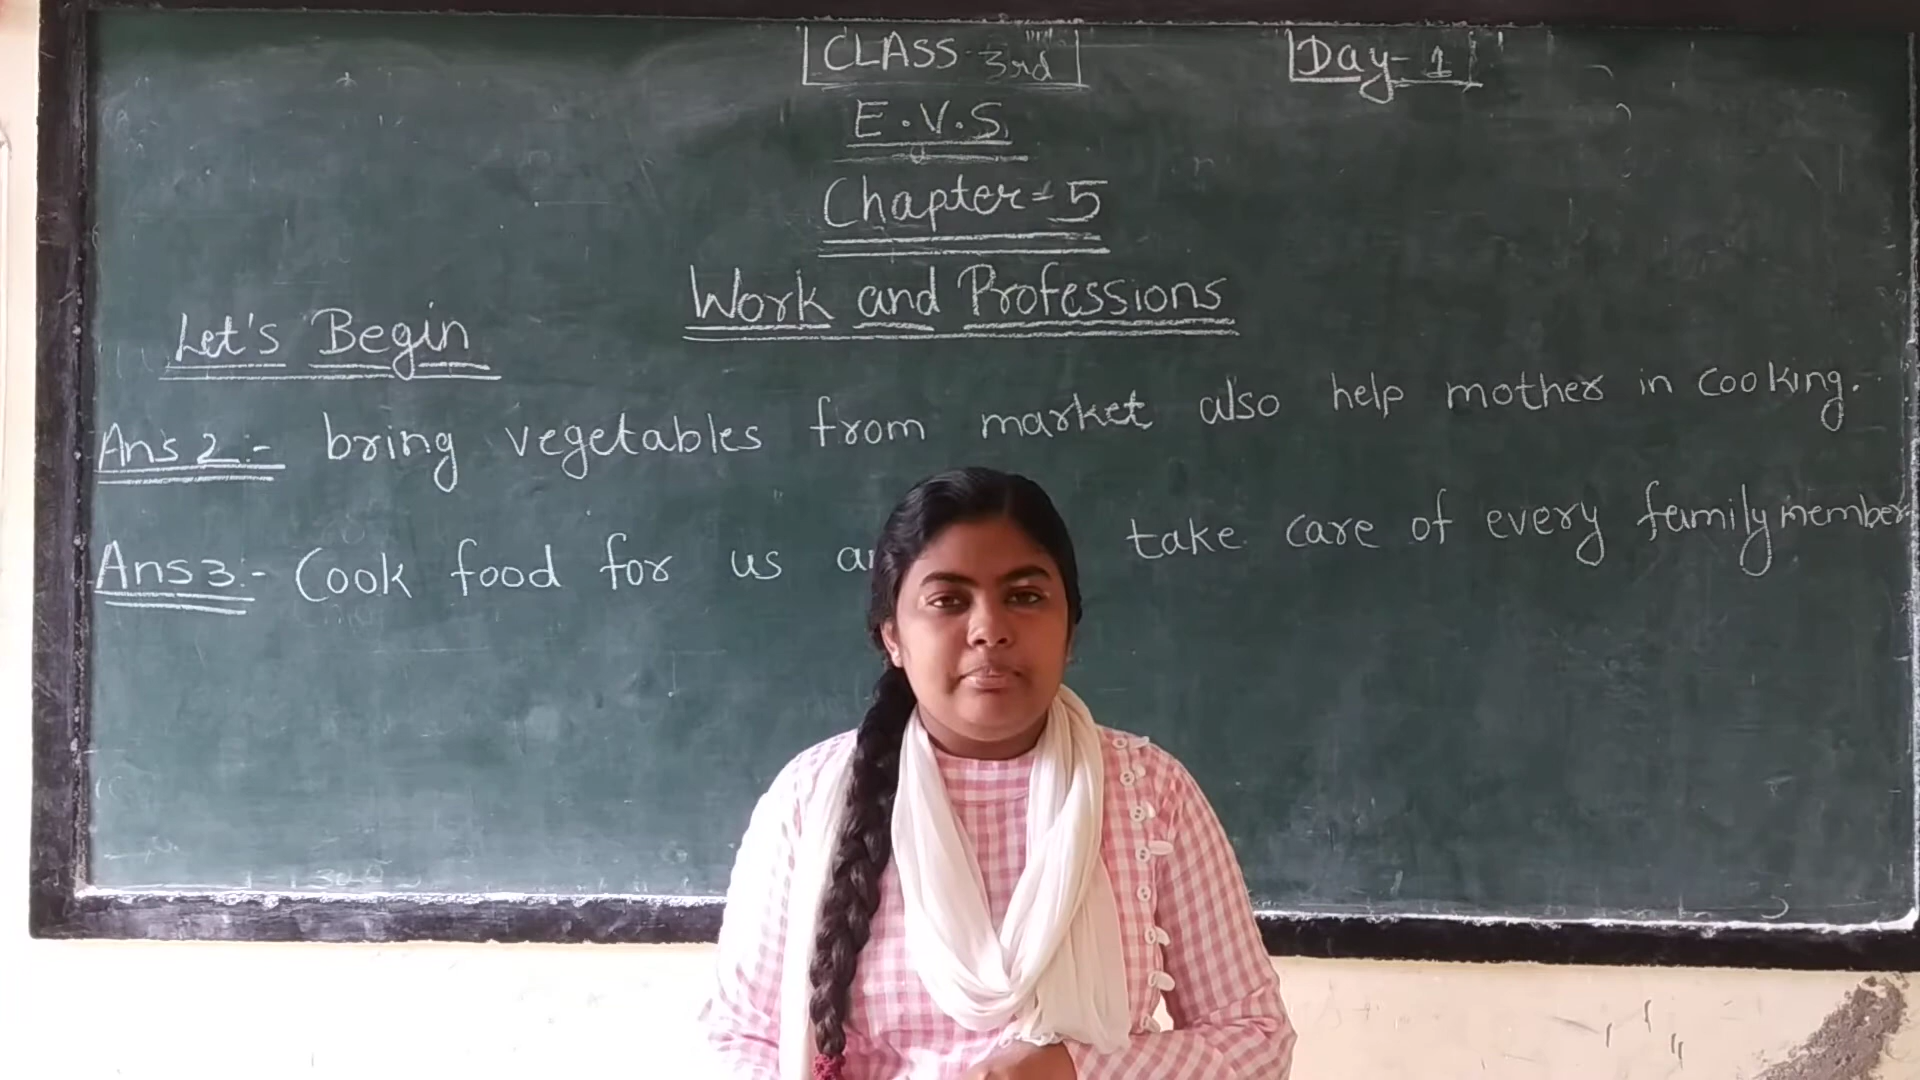 CLASS-3rd
Day-1
E.V.S.
Chapter-5
Work and Professions
Let's Begin
Ans 2:- bring vegetables from market also help mother in cooking.
Ans 3:- Cook food for us take care of every family member.